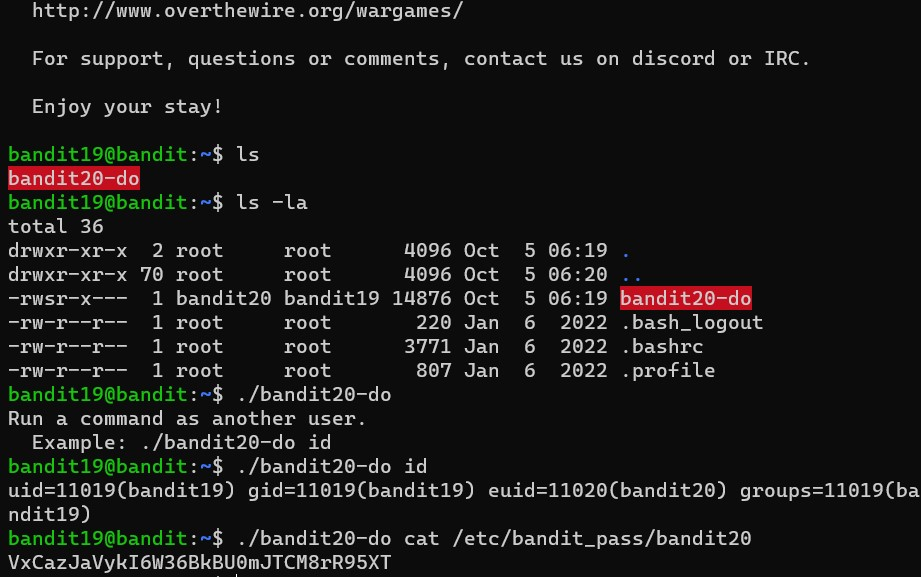 http://www.overthewire.org/wargames/
For support, questions or comments, contact us on discord or IRC.
Enjoy your stay!
bandit19@bandit:~$ ls
bandit20-do
bandit19@bandit:~$ ls -la
total 36
drwxr-xr-x  2 root     root      4096 Oct  5 06:19 .
drwxr-xr-x 70 root     root      4096 Oct  5 06:20 ..
-rwsr-x---  1 bandit20 bandit19 14876 Oct  5 06:19 bandit20-do
-rw-r--r--  1 root     root       220 Jan  6  2022 .bash_logout
-rw-r--r--  1 root     root      3771 Jan  6  2022 .bashrc
-rw-r--r--  1 root     root       807 Jan  6  2022 .profile
bandit19@bandit:~$ ./bandit20-do
Run a command as another user.
  Example: ./bandit20-do id
bandit19@bandit:~$ ./bandit20-do id
uid=11019(bandit19) gid=11019(bandit19) euid=11020(bandit20) groups=11019(ba
ndit19)
bandit19@bandit:~$ ./bandit20-do cat /etc/bandit_pass/bandit20
VxCazJaVykI6W36BkBU0mJTCM8rR95XT